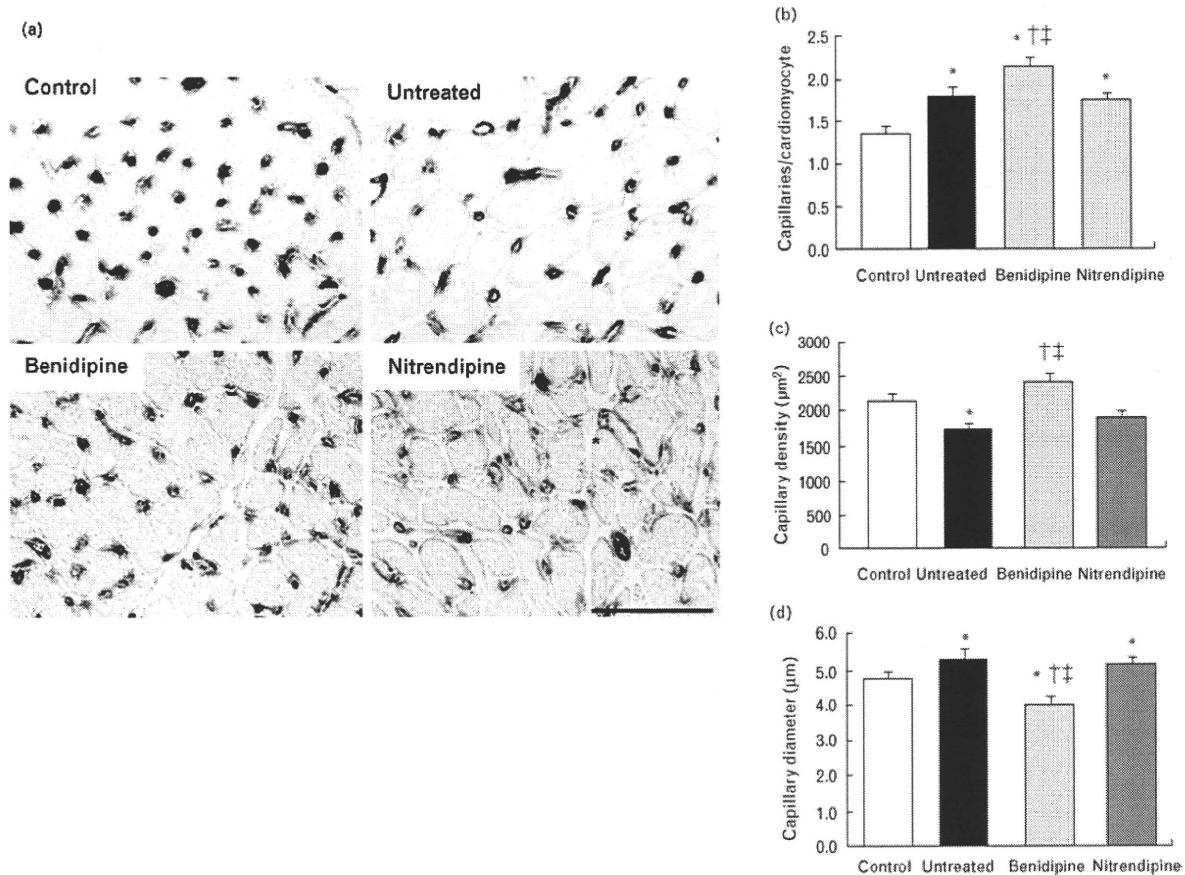 (a)
Control
Untreated
Benidipine
Nitrendipine
*
(b)
Capillaries/cardiomyocyte
2.5
2.0
1.5
1.0
0.5
0.0
*
* †‡
*
Control Untreated Benidipine Nitrendipine
(c)
Capillary density (µm²)
3000
2500
2000
1500
1000
500
0
*
†‡
Control Untreated Benidipine Nitrendipine
(d)
Capillary diameter (µm)
6.0
5.0
4.0
3.0
2.0
1.0
0.0
*
* †‡
*
Control Untreated Benidipine Nitrendipine